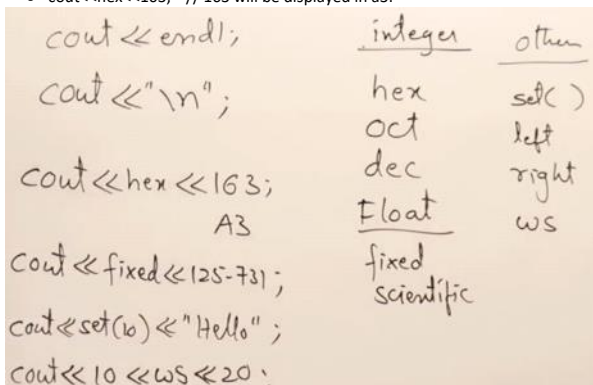 cout<<endl;
cout<<"\n";
cout<<hex<<163;
A3
cout<<fixed<<125.731;
cout<<set(10)<<"Hello";
cout<<10<<ws<<20;
integer
hex
oct
dec
Float
fixed
scientific
other
set( )
left
right
ws